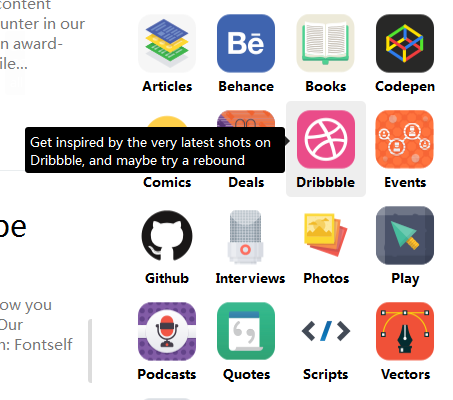 content
unter in our
n award-
ile...
Articles
Behance
Books
Codepen
Get inspired by the very latest shots on
Dribbble, and maybe try a rebound
Comics
Deals
Dribbble
Events
be
Github
Interviews
Photos
Play
ow you
Our
n: Fontself
Podcasts
Quotes
Scripts
Vectors